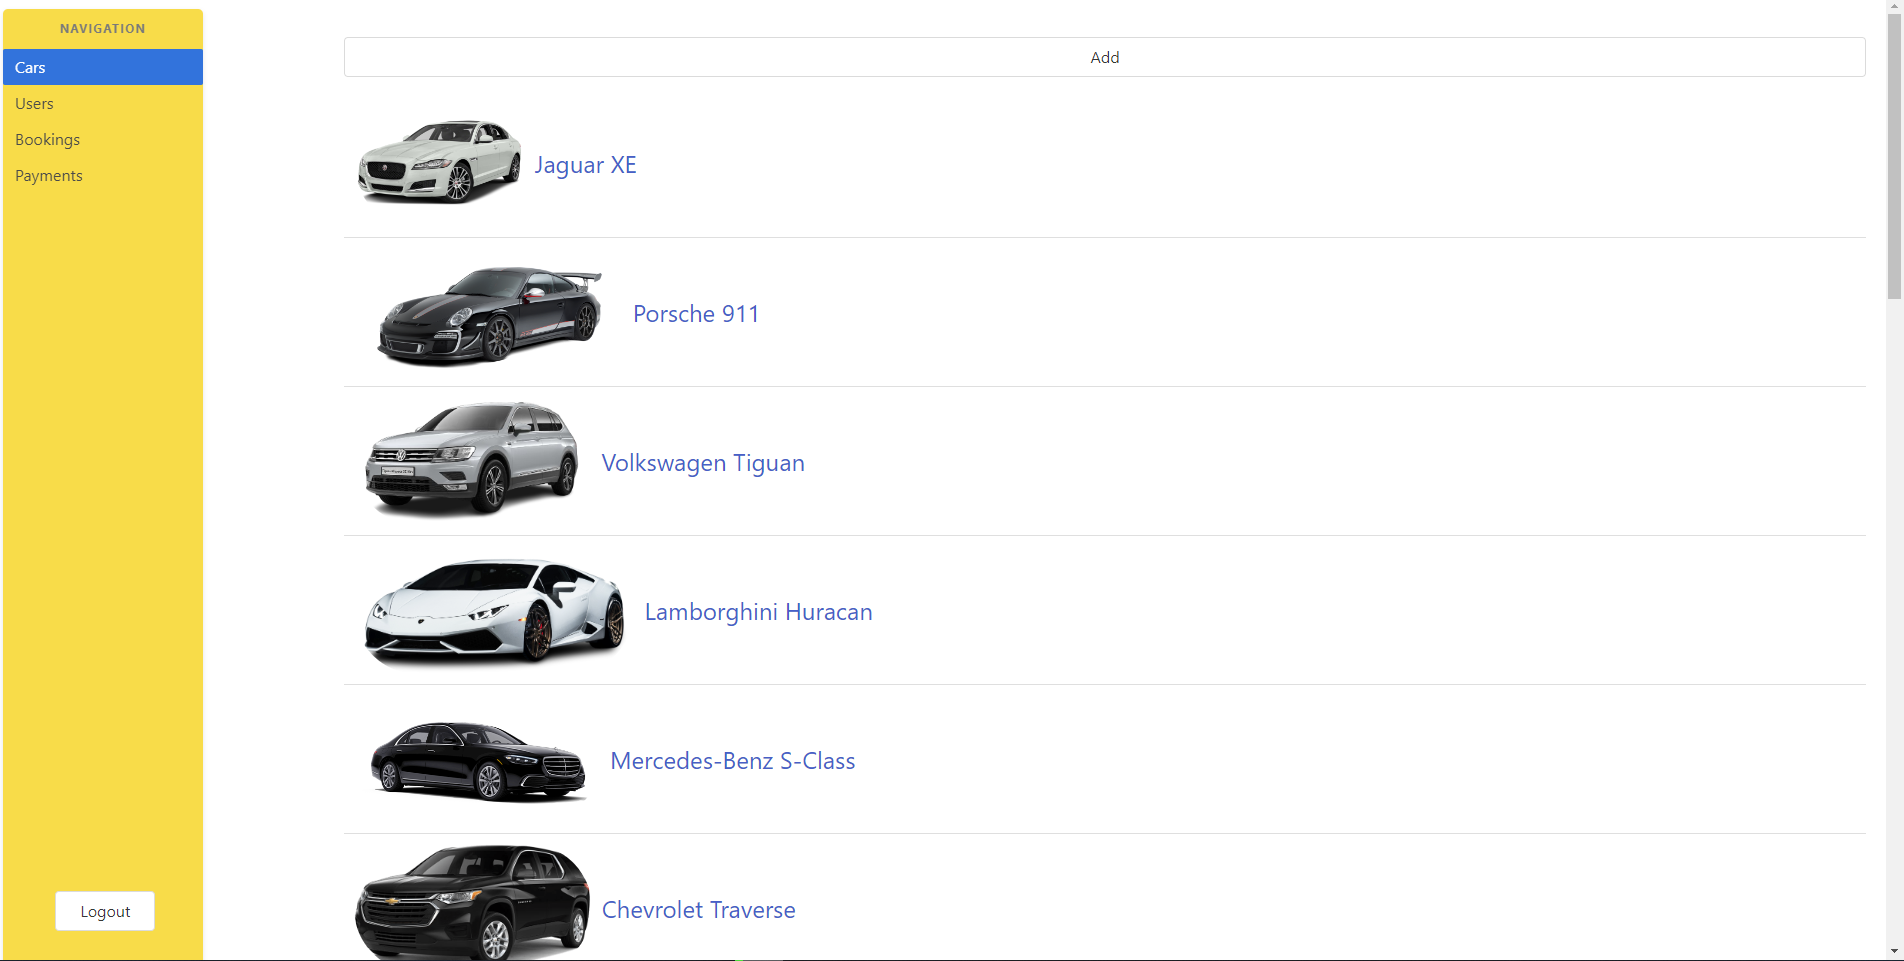 NAVIGATION
Cars
Users
Bookings
Payments
Logout
Add
Jaguar XE
Porsche 911
Volkswagen Tiguan
Lamborghini Huracan
Mercedes-Benz S-Class
Chevrolet Traverse